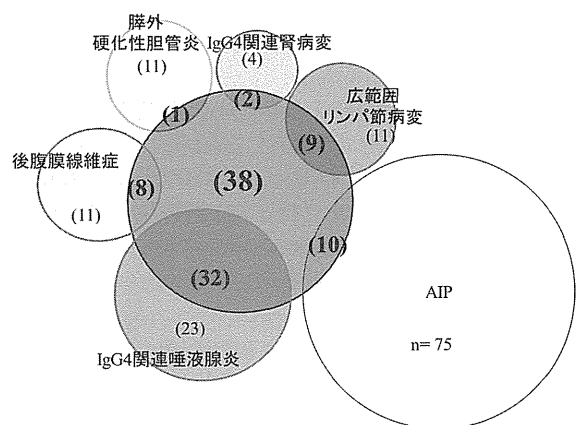 膵外
硬化性胆管炎
(11)
IgG4関連腎病変
(4)
(1)
(2)
広範囲
リンパ節病変
(11)
(9)
後腹膜線維症
(8)
(11)
(38)
(10)
(32)
(23)
IgG4関連唾液腺炎
AIP
n= 75